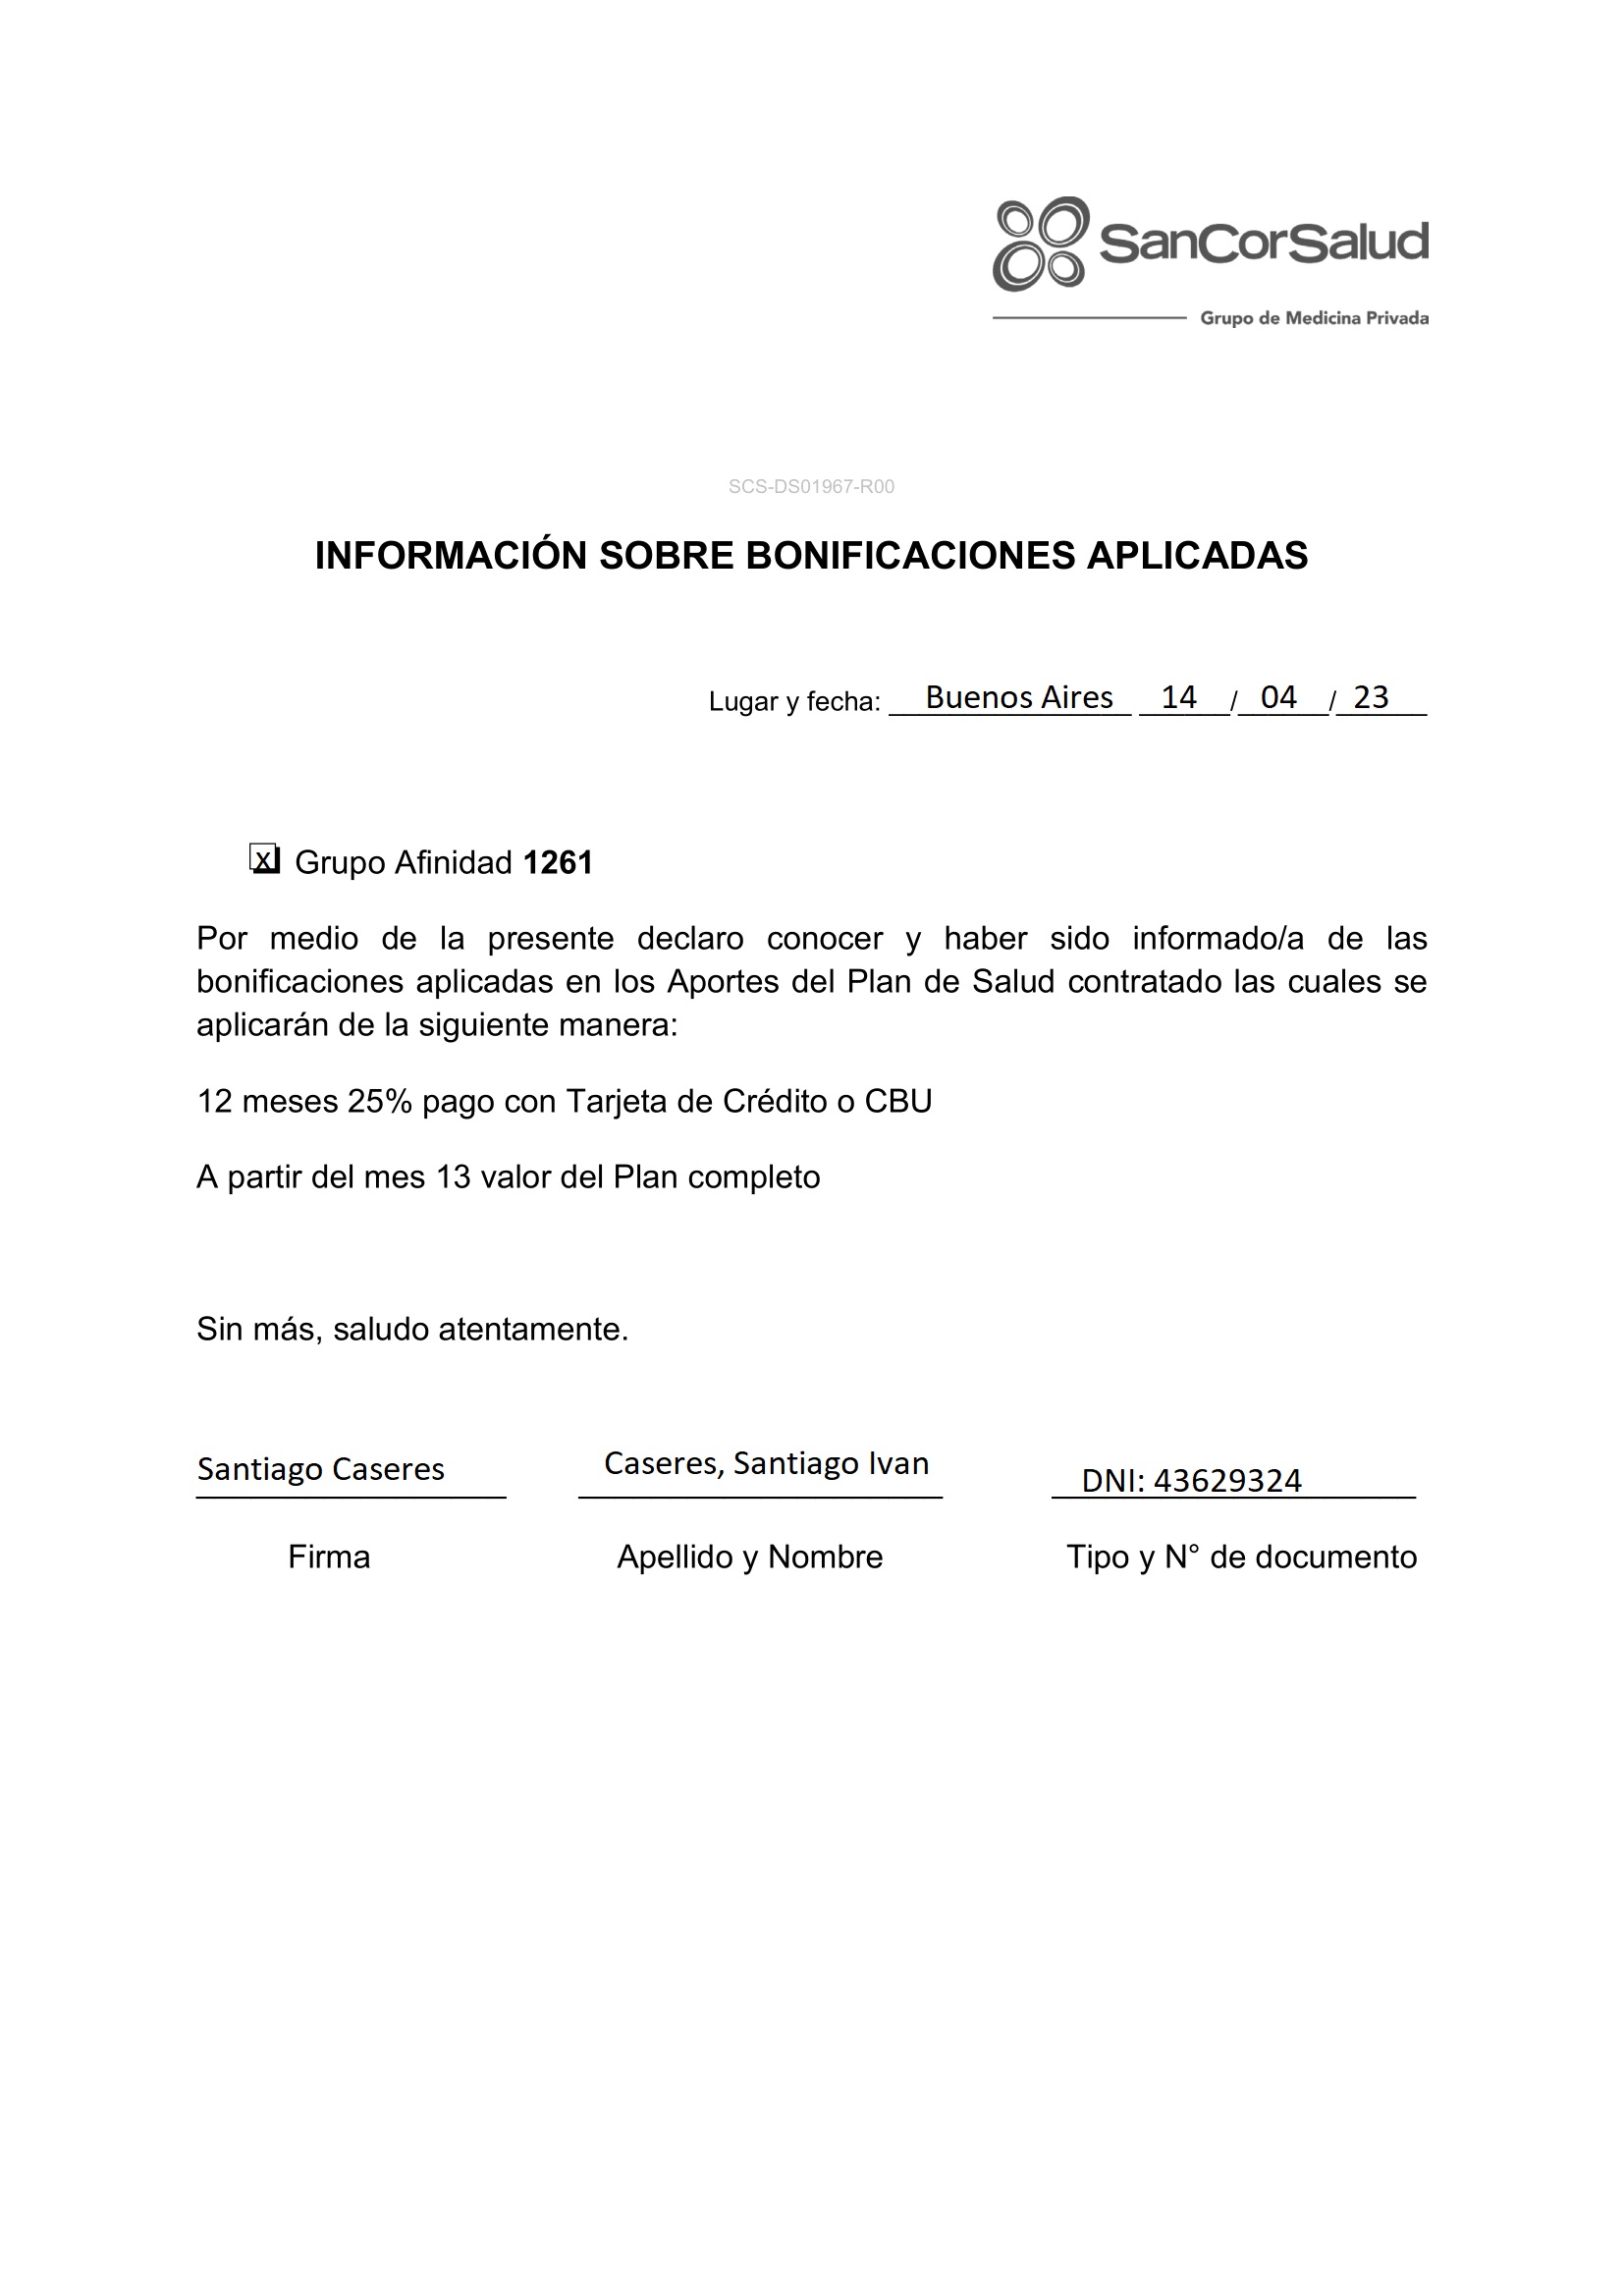 SanCorSalud
Grupo de Medicina Privada
SCS-DS01967-R00
INFORMACIÓN SOBRE BONIFICACIONES APLICADAS
Lugar y fecha: Buenos Aires 14 / 04 / 23
X Grupo Afinidad 1261
Por medio de la presente declaro conocer y haber sido informado/a de las
bonificaciones aplicadas en los Aportes del Plan de Salud contratado las cuales se
aplicarán de la siguiente manera:
12 meses 25% pago con Tarjeta de Crédito o CBU
A partir del mes 13 valor del Plan completo
Sin más, saludo atentamente.
Santiago Caseres Caseres, Santiago Ivan DNI: 43629324
Firma Apellido y Nombre Tipo y N° de documento